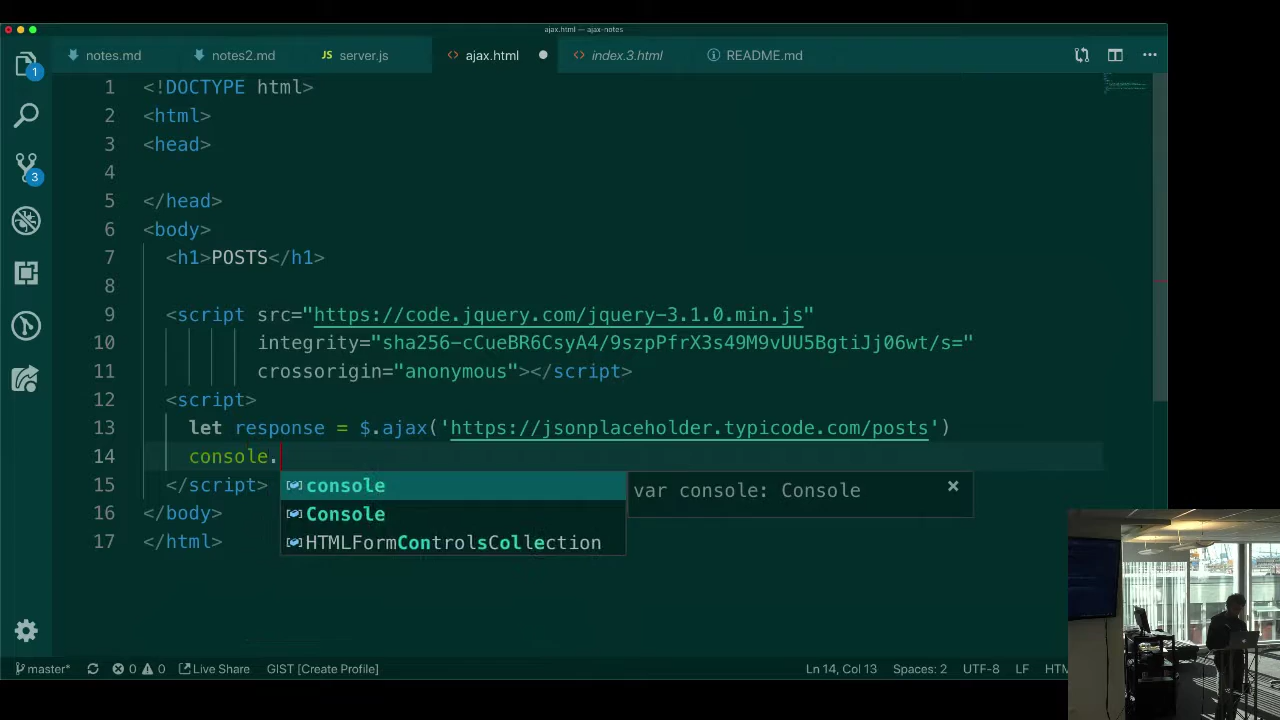 ajax.html — ajax-notes
notes.md
notes2.md
JS server.js
<> ajax.html
<> index.3.html
README.md
1
3
1 <!DOCTYPE html>
2 <html>
3 <head>
4
5 </head>
6 <body>
7 <h1>POSTS</h1>
8
9 <script src="https://code.jquery.com/jquery-3.1.0.min.js"
10 integrity="sha256-cCueBR6CsyA4/9szpPfrX3s49M9vUU5BgtiJj06wt/s="
11 crossorigin="anonymous"></script>
12 <script>
13 let response = $.ajax('https://jsonplaceholder.typicode.com/posts')
14 console.
15 </script>
console
var console: Console
16 </body>
Console
17 </html>
HTMLFormControlsCollection
master*
0
0
Live Share
GIST [Create Profile]
Ln 14, Col 13
Spaces: 2
UTF-8
LF
HTM